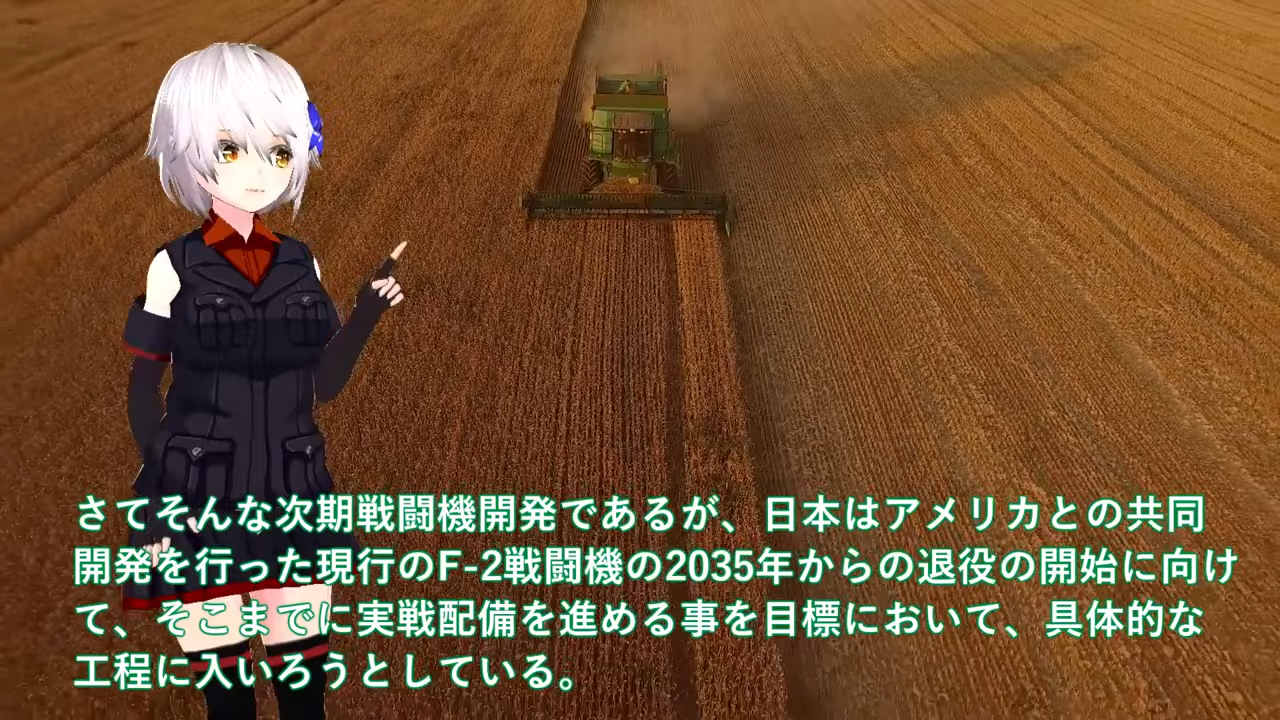 さてそんな次期戦闘機開発であるが、日本はアメリカとの共同
開発を行った現行のF-2戦闘機の2035年からの退役の開始に向け
て、そこまでに実戦配備を進める事を目標において、具体的な
工程に入いろうとしている。